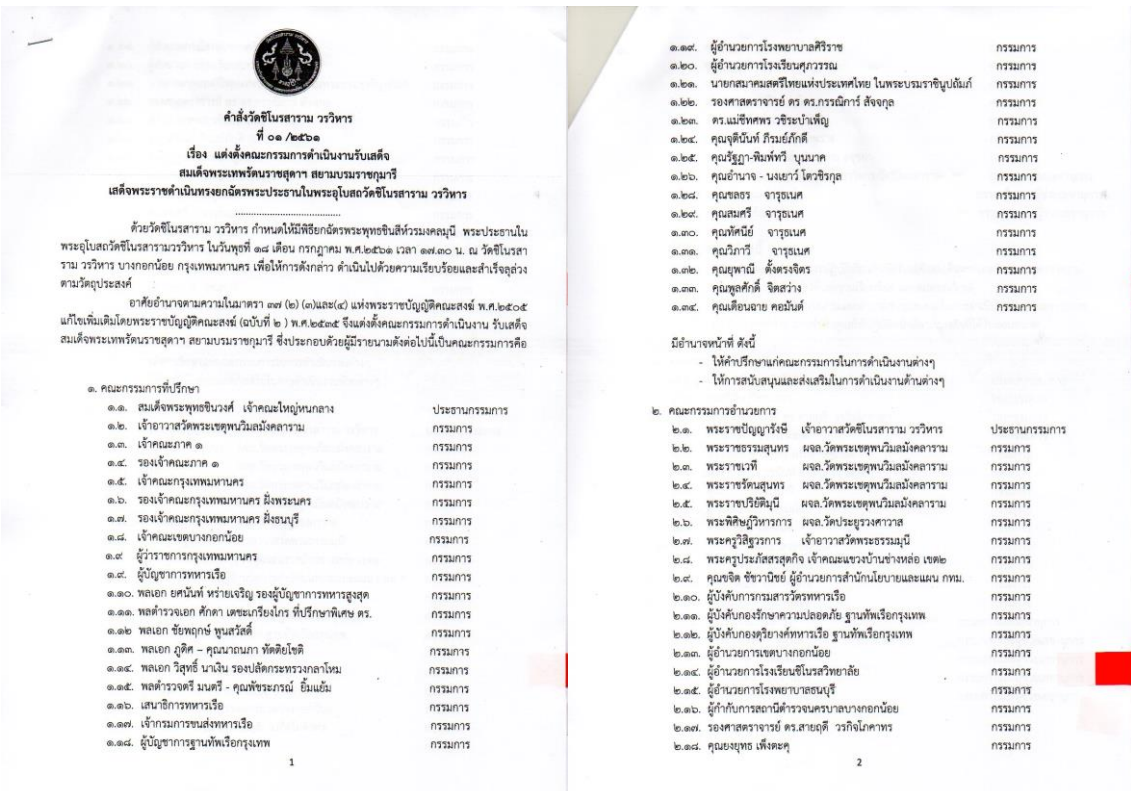 คำสั่งวัดชิโนรสาราม วรวิหาร
ที่ ๐๑ /๒๕๖๑
เรื่อง แต่งตั้งคณะกรรมการดำเนินงานรับเสด็จ
สมเด็จพระเทพรัตนราชสุดาฯ สยามบรมราชกุมารี
เสด็จพระราชดำเนินทรงยกฉัตรพระประธานในพระอุโบสถวัดชิโนรสาราม วรวิหาร
ด้วยวัดชิโนรสาราม วรวิหาร กำหนดให้มีพิธียกฉัตรพระพุทธชินสีห์วรมงคลมุนี พระประธานใน
พระอุโบสถวัดชิโนรสารามวรวิหาร ในวันพุธที่ ๑๘ เดือน กรกฎาคม พ.ศ.๒๕๖๑ เวลา ๑๗.๓๐ น. ณ วัดชิโนรสา
ราม วรวิหาร บางกอกน้อย กรุงเทพมหานคร เพื่อให้การดังกล่าว ดำเนินไปด้วยความเรียบร้อยและสำเร็จลุล่วง
ตามวัตถุประสงค์
อาศัยอำนาจตามความในมาตรา ๓๗ (๒) (๓)และ(๔) แห่งพระราชบัญญัติคณะสงฆ์ พ.ศ.๒๕๐๕
แก้ไขเพิ่มเติมโดยพระราชบัญญัติคณะสงฆ์ (ฉบับที่ ๒ ) พ.ศ.๒๕๓๕ จึงแต่งตั้งคณะกรรมการดำเนินงาน รับเสด็จ
สมเด็จพระเทพรัตนราชสุดาฯ สยามบรมราชกุมารี ซึ่งประกอบด้วยผู้มีรายนามดังต่อไปนี้เป็นคณะกรรมการคือ
๑. คณะกรรมการที่ปรึกษา
๑.๑. สมเด็จพระพุทธชินวงศ์ เจ้าคณะใหญ่หนกลาง ประธานกรรมการ
๑.๒. เจ้าอาวาสวัดพระเชตุพนวิมลมังคลาราม กรรมการ
๑.๓. เจ้าคณะภาค ๑ กรรมการ
๑.๔. รองเจ้าคณะภาค ๑ กรรมการ
๑.๕. เจ้าคณะกรุงเทพมหานคร กรรมการ
๑.๖. รองเจ้าคณะกรุงเทพมหานคร ฝั่งพระนคร กรรมการ
๑.๗. รองเจ้าคณะกรุงเทพมหานคร ฝั่งธนบุรี กรรมการ
๑.๘. เจ้าคณะเขตบางกอกน้อย กรรมการ
๑.๙ ผู้ว่าราชการกรุงเทพมหานคร กรรมการ
๑.๙. ผู้บัญชาการทหารเรือ กรรมการ
๑.๑๐. พลเอก ยศนันท์ หร่ายเจริญ รองผู้บัญชาการทหารสูงสุด กรรมการ
๑.๑๑. พลตำรวจเอก ศักดา เตชะเกรียงไกร ที่ปรึกษาพิเศษ ตร. กรรมการ
๑.๑๒ พลเอก ชัยพฤกษ์ พูนสวัสดิ์ กรรมการ
๑.๑๓. พลเอก ภูดิศ – คุณนาถนภา ทัตติยโชติ กรรมการ
๑.๑๔. พลเอก วิสุทธิ์ นาเงิน รองปลัดกระทรวงกลาโหม กรรมการ
๑.๑๕. พลตำรวจตรี มนตรี - คุณพัชระภรณ์ ยิ้มแย้ม กรรมการ
๑.๑๖. เสนาธิการทหารเรือ กรรมการ
๑.๑๗. เจ้ากรมการขนส่งทหารเรือ กรรมการ
๑.๑๘. ผู้บัญชาการฐานทัพเรือกรุงเทพ กรรมการ
1
๑.๑๙. ผู้อำนวยการโรงพยาบาลศิริราช กรรมการ
๑.๒๐. ผู้อำนวยการโรงเรียนศุภวรรณ กรรมการ
๑.๒๑. นายกสมาคมสตรีไทยแห่งประเทศไทย ในพระบรมราชินูปถัมภ์ กรรมการ
๑.๒๒. รองศาสตราจารย์ ดร ดร.กรรณิการ์ สัจจกุล กรรมการ
๑.๒๓. ดร.แม่ชีทศพร วชิระบำเพ็ญ กรรมการ
๑.๒๔. คุณจุตินันท์ ภิรมย์ภักดี กรรมการ
๑.๒๕. คุณรัฐฎา-พิมพ์ทวี บุนนาค กรรมการ
๑.๒๖. คุณอำนาจ - นงเยาว์ โตวชิรกุล กรรมการ
๑.๒๘. คุณชลธร จารุธเนศ กรรมการ
๑.๒๙. คุณสมศรี จารุธเนศ กรรมการ
๑.๓๐. คุณทัศนีย์ จารุธเนศ กรรมการ
๑.๓๑. คุณวิภาวี จารุธเนศ กรรมการ
๑.๓๒. คุณยุพาณี ตั้งตรงจิตร กรรมการ
๑.๓๓. คุณพูลศักดิ์ จิตสว่าง กรรมการ
๑.๓๔. คุณเดือนฉาย คอมันต์ กรรมการ
มีอำนาจหน้าที่ ดังนี้
- ให้คำปรึกษาแก่คณะกรรมการในการดำเนินงานต่างๆ
- ให้การสนับสนุนและส่งเสริมในการดำเนินงานด้านต่างๆ
๒. คณะกรรมการอำนวยการ
๒.๑. พระราชปัญญารังษี เจ้าอาวาสวัดชิโนรสาราม วรวิหาร ประธานกรรมการ
๒.๒. พระราชธรรมสุนทร ผจล.วัดพระเชตุพนวิมลมังคลาราม กรรมการ
๒.๓. พระราชเวที ผจล.วัดพระเชตุพนวิมลมังคลาราม กรรมการ
๒.๔. พระราชรัตนสุนทร ผจล.วัดพระเชตุพนวิมลมังคลาราม กรรมการ
๒.๕. พระราชปริยัติมุนี ผจล.วัดพระเชตุพนวิมลมังคลาราม กรรมการ
๒.๖. พระพิศิษฎ์วิหารการ ผจล.วัดประยูรวงศาวาส กรรมการ
๒.๗. พระครูวิสิฐวรการ เจ้าอาวาสวัดพระธรรมมุนี กรรมการ
๒.๘. พระครูประภัสสรสุตกิจ เจ้าคณะแขวงบ้านช่างหล่อ เขต๒ กรรมการ
๒.๙. คุณขจิต ชัชวานิชย์ ผู้อำนวยการสำนักนโยบายและแผน กทม. กรรมการ
๒.๑๐. ผู้บังคับการกรมสารวัตรทหารเรือ กรรมการ
๒.๑๑. ผู้บังคับกองรักษาความปลอดภัย ฐานทัพเรือกรุงเทพ กรรมการ
๒.๑๒. ผู้บังคับกองดุริยางค์ทหารเรือ ฐานทัพเรือกรุงเทพ กรรมการ
๒.๑๓. ผู้อำนวยการเขตบางกอกน้อย กรรมการ
๒.๑๔. ผู้อำนวยการโรงเรียนชิโนรสวิทยาลัย กรรมการ
๒.๑๕. ผู้อำนวยการโรงพยาบาลธนบุรี กรรมการ
๒.๑๖. ผู้กำกับการสถานีตำรวจนครบาลบางกอกน้อย กรรมการ
๒.๑๗. รองศาสตราจารย์ ดร.สายฤดี วรกิจโภคาทร กรรมการ
๒.๑๘. คุณยงยุทธ เพ็งตะคุ กรรมการ
2